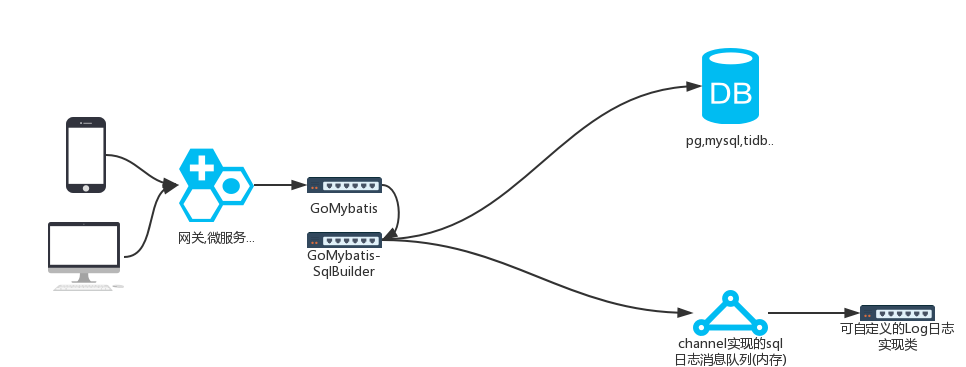 DB
pg,mysql,tidb..
网关,微服务...
GoMybatis
GoMybatis-
SqlBuilder
channel实现的sql
日志消息队列(内存)
可自定义的Log日志
实现类